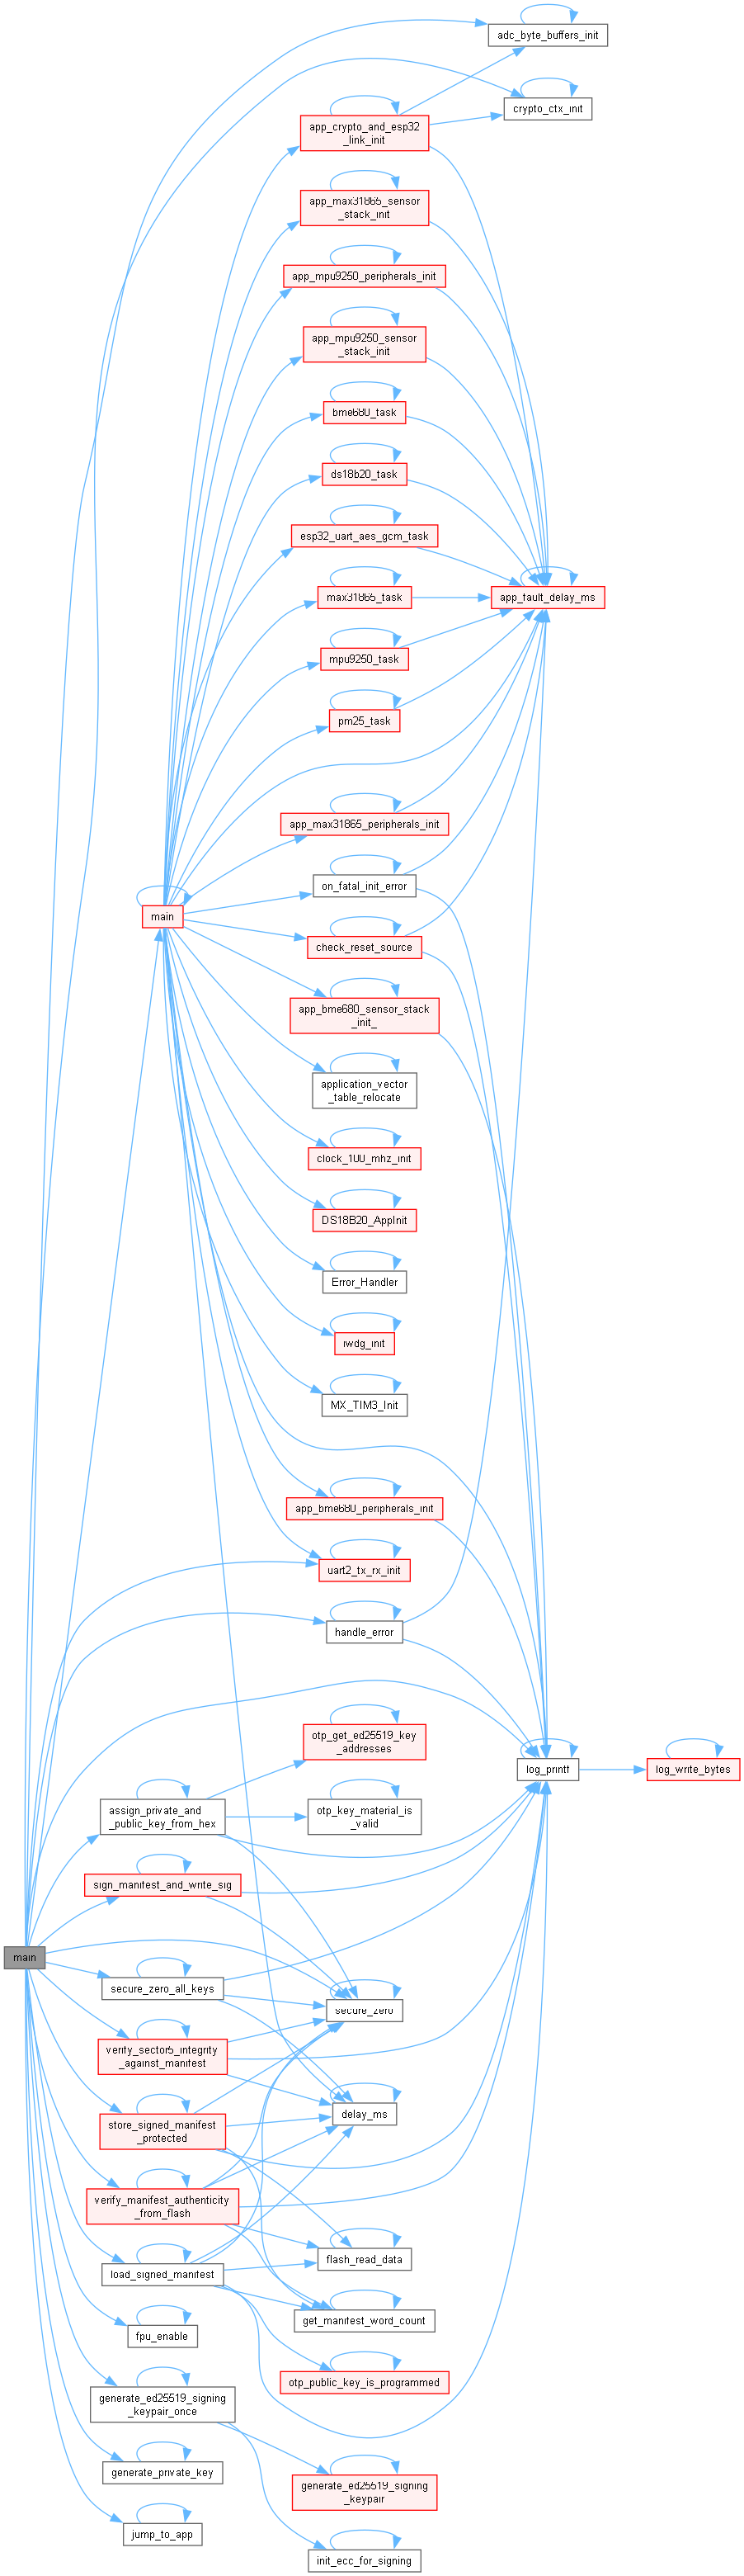 adc_byte_buffers_init
crypto_ctx_init
app_crypto_and_esp32
_link_init
app_max31865_sensor
_stack_init
app_mpu9250_peripherals_init
app_mpu9250_sensor
_stack_init
bme680_task
ds18b20_task
esp32_uart_aes_gcm_task
max31865_task
app_fault_delay_ms
mpu9250_task
pm25_task
app_max31865_peripherals_init
on_fatal_init_error
main
check_reset_source
app_bme680_sensor_stack
_init_
application_vector
_table_relocate
clock_100_mhz_init
DS18B20_AppInit
Error_Handler
iwdg_init
MX_TIM3_Init
app_bme680_peripherals_init
uart2_tx_rx_init
handle_error
otp_get_ed25519_key
_addresses
log_printf
log_write_bytes
assign_private_and
_public_key_from_hex
otp_key_material_is
_valid
sign_manifest_and_write_sig
main
secure_zero_all_keys
secure_zero
verify_sector5_integrity
_against_manifest
delay_ms
store_signed_manifest
_protected
verify_manifest_authenticity
_from_flash
flash_read_data
load_signed_manifest
get_manifest_word_count
fpu_enable
otp_public_key_is_programmed
generate_ed25519_signing
_keypair_once
generate_private_key
generate_ed25519_signing
_keypair
jump_to_app
init_ecc_for_signing